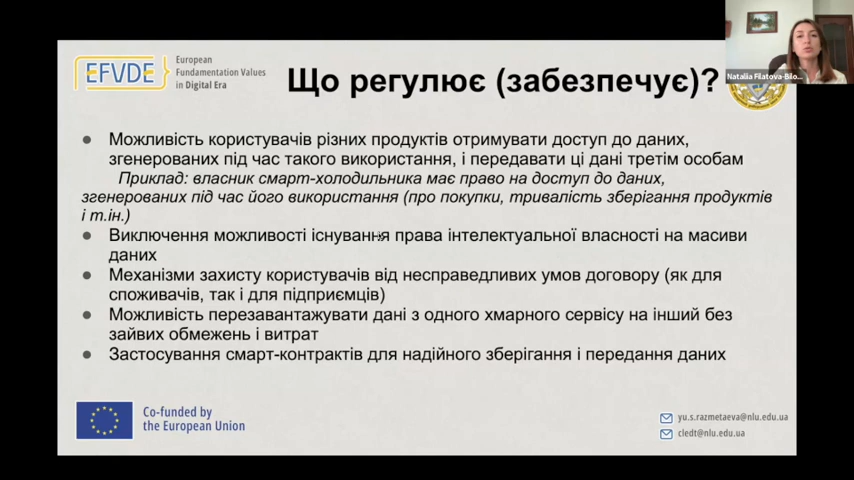 EFVDE
European
Fundamentation Values
in Digital Era
Що регулює (забезпечує)?
Natalia Filatova-Bilo...
● Можливість користувачів різних продуктів отримувати доступ до даних,
згенерованих під час такого використання, і передавати ці дані третім особам
Приклад: власник смарт-холодильника має право на доступ до даних,
згенерованих під час його використання (про покупки, тривалість зберігання продуктів
і т.ін.)
● Виключення можливості існування права інтелектуальної власності на масиви
даних
● Механізми захисту користувачів від несправедливих умов договору (як для
споживачів, так і для підприємців)
● Можливість перезавантажувати дані з одного хмарного сервісу на інший без
зайвих обмежень і витрат
● Застосування смарт-контрактів для надійного зберігання і передання даних
Co-funded by
the European Union
yu.s.razmetaeva@nlu.edu.ua
cledt@nlu.edu.ua